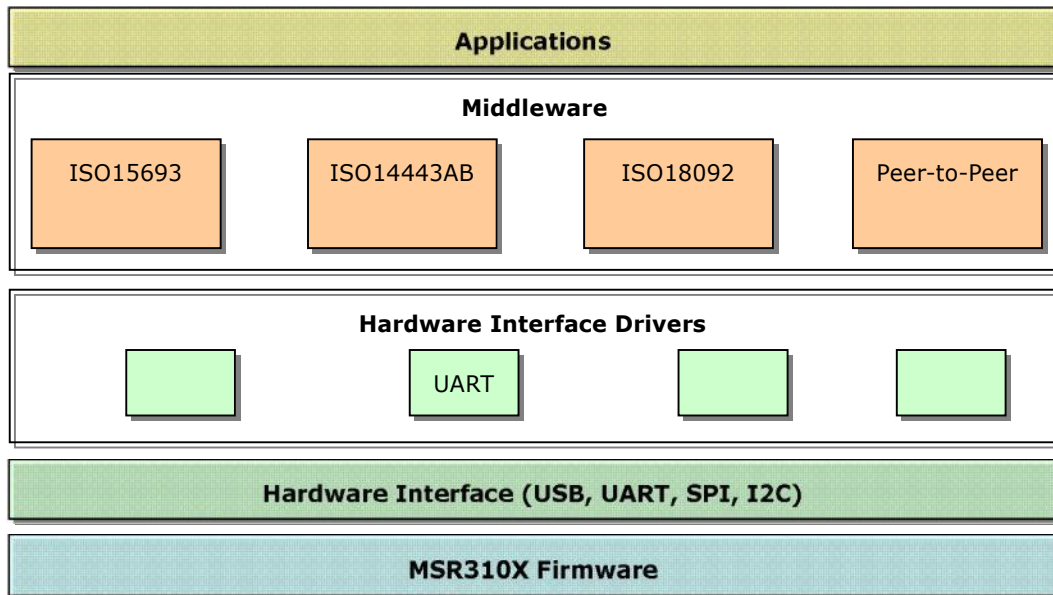 Applications
Middleware
ISO15693
ISO14443AB
ISO18092
Peer-to-Peer
Hardware Interface Drivers
UART
Hardware Interface (USB, UART, SPI, I2C)
MSR310X Firmware